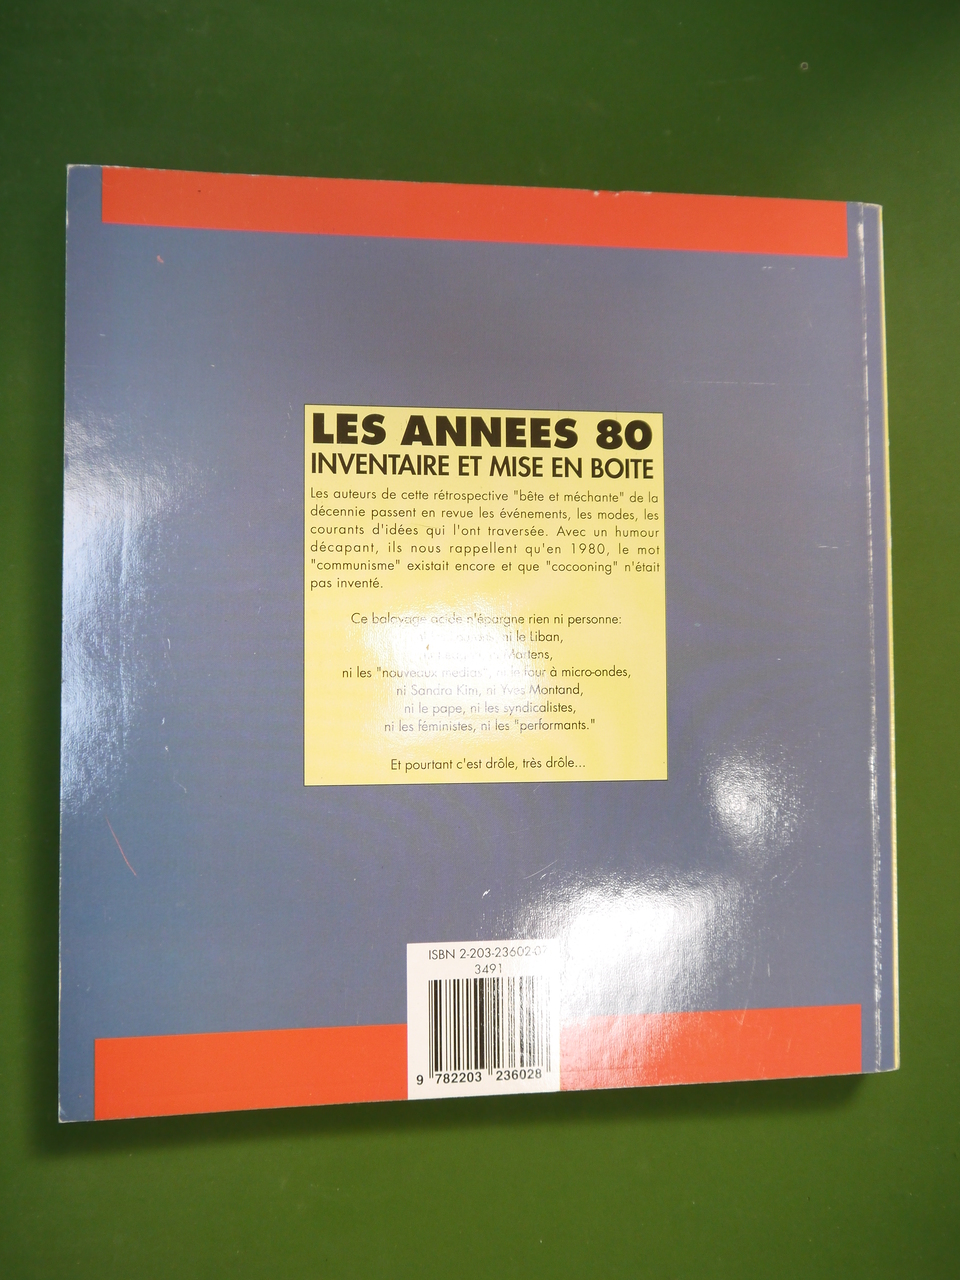 LES ANNEES 80
INVENTAIRE ET MISE EN BOITE
Les auteurs de cette rétrospective "bête et méchante" de la
décennie passent en revue les événements, les modes, les
courants d'idées qui l'ont traversée. Avec un humour
décapant, ils nous rappellent qu'en 1980, le mot
"communisme" existait encore et que "cocooning" n'était
pas inventé.
Ce balayage acide n'épargne rien ni personne:
ni le Liban,
Martens,
ni les "nouveaux médias", ni le four à micro-ondes,
ni Sandra Kim, ni Yves Montand,
ni le pape, ni les syndicalistes,
ni les féministes, ni les "performants."
Et pourtant c'est drôle, très drôle...
ISBN 2-203-23602-0
3491
9 782203 236028